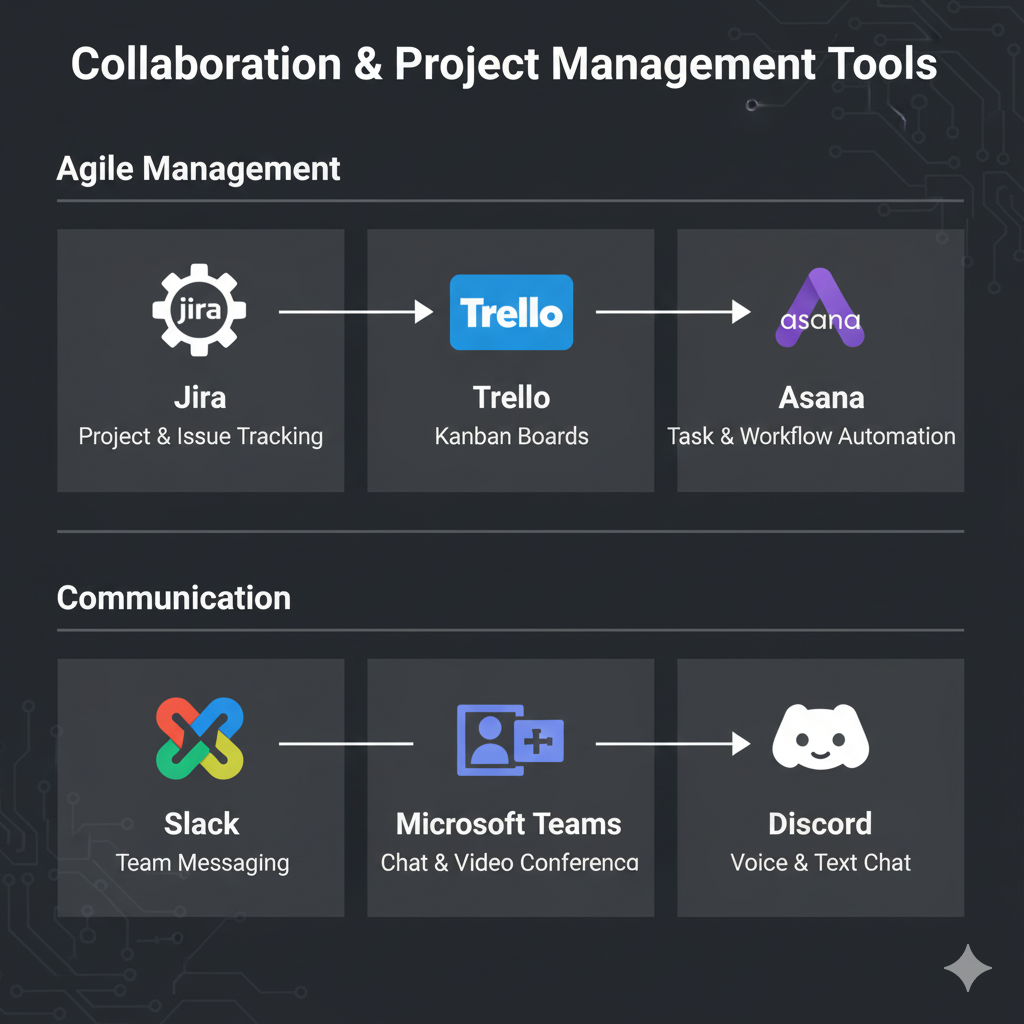 Collaboration & Project Management Tools
Agile Management
jira
Trello
asana
Jira
Trello
Asana
Project & Issue Tracking
Kanban Boards
Task & Workflow Automation
Communication
Slack
Microsoft Teams
Discord
Team Messaging
Chat & Video Conferenca
Voice & Text Chat